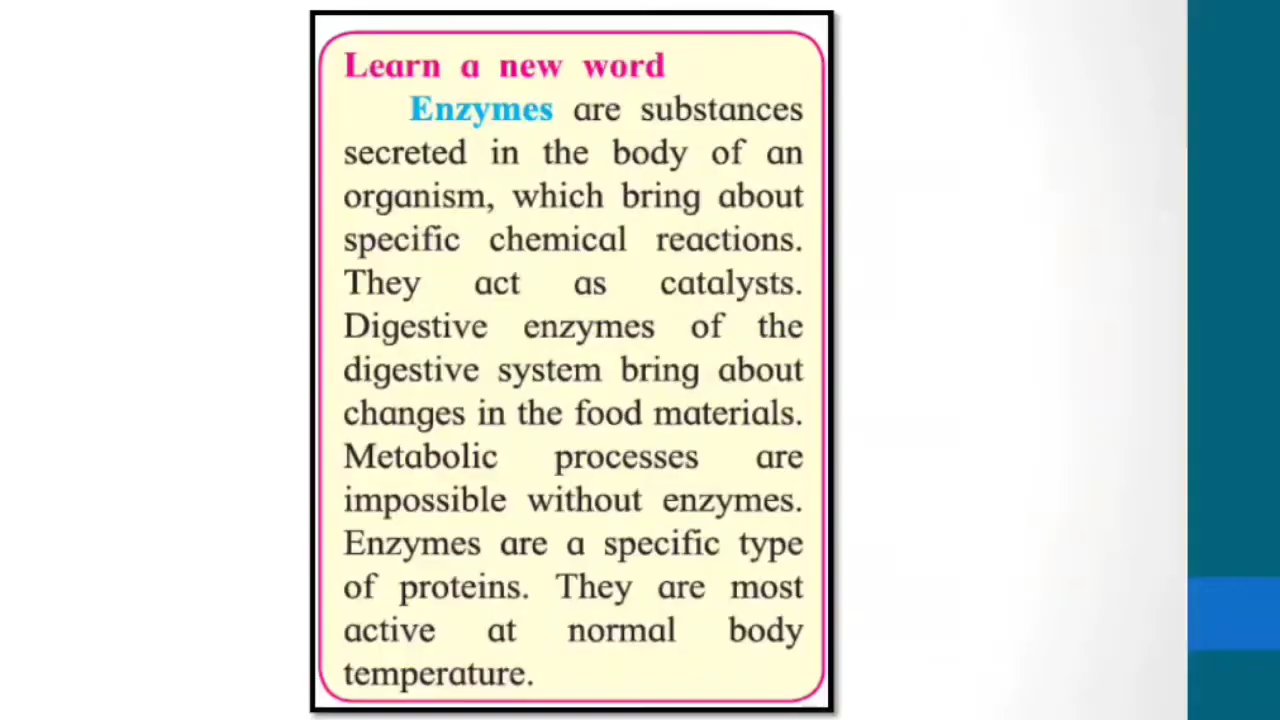 Learn a new word
Enzymes are substances
secreted in the body of an
organism, which bring about
specific chemical reactions.
They act as catalysts.
Digestive enzymes of the
digestive system bring about
changes in the food materials.
Metabolic processes are
impossible without enzymes.
Enzymes are a specific type
of proteins. They are most
active at normal body
temperature.